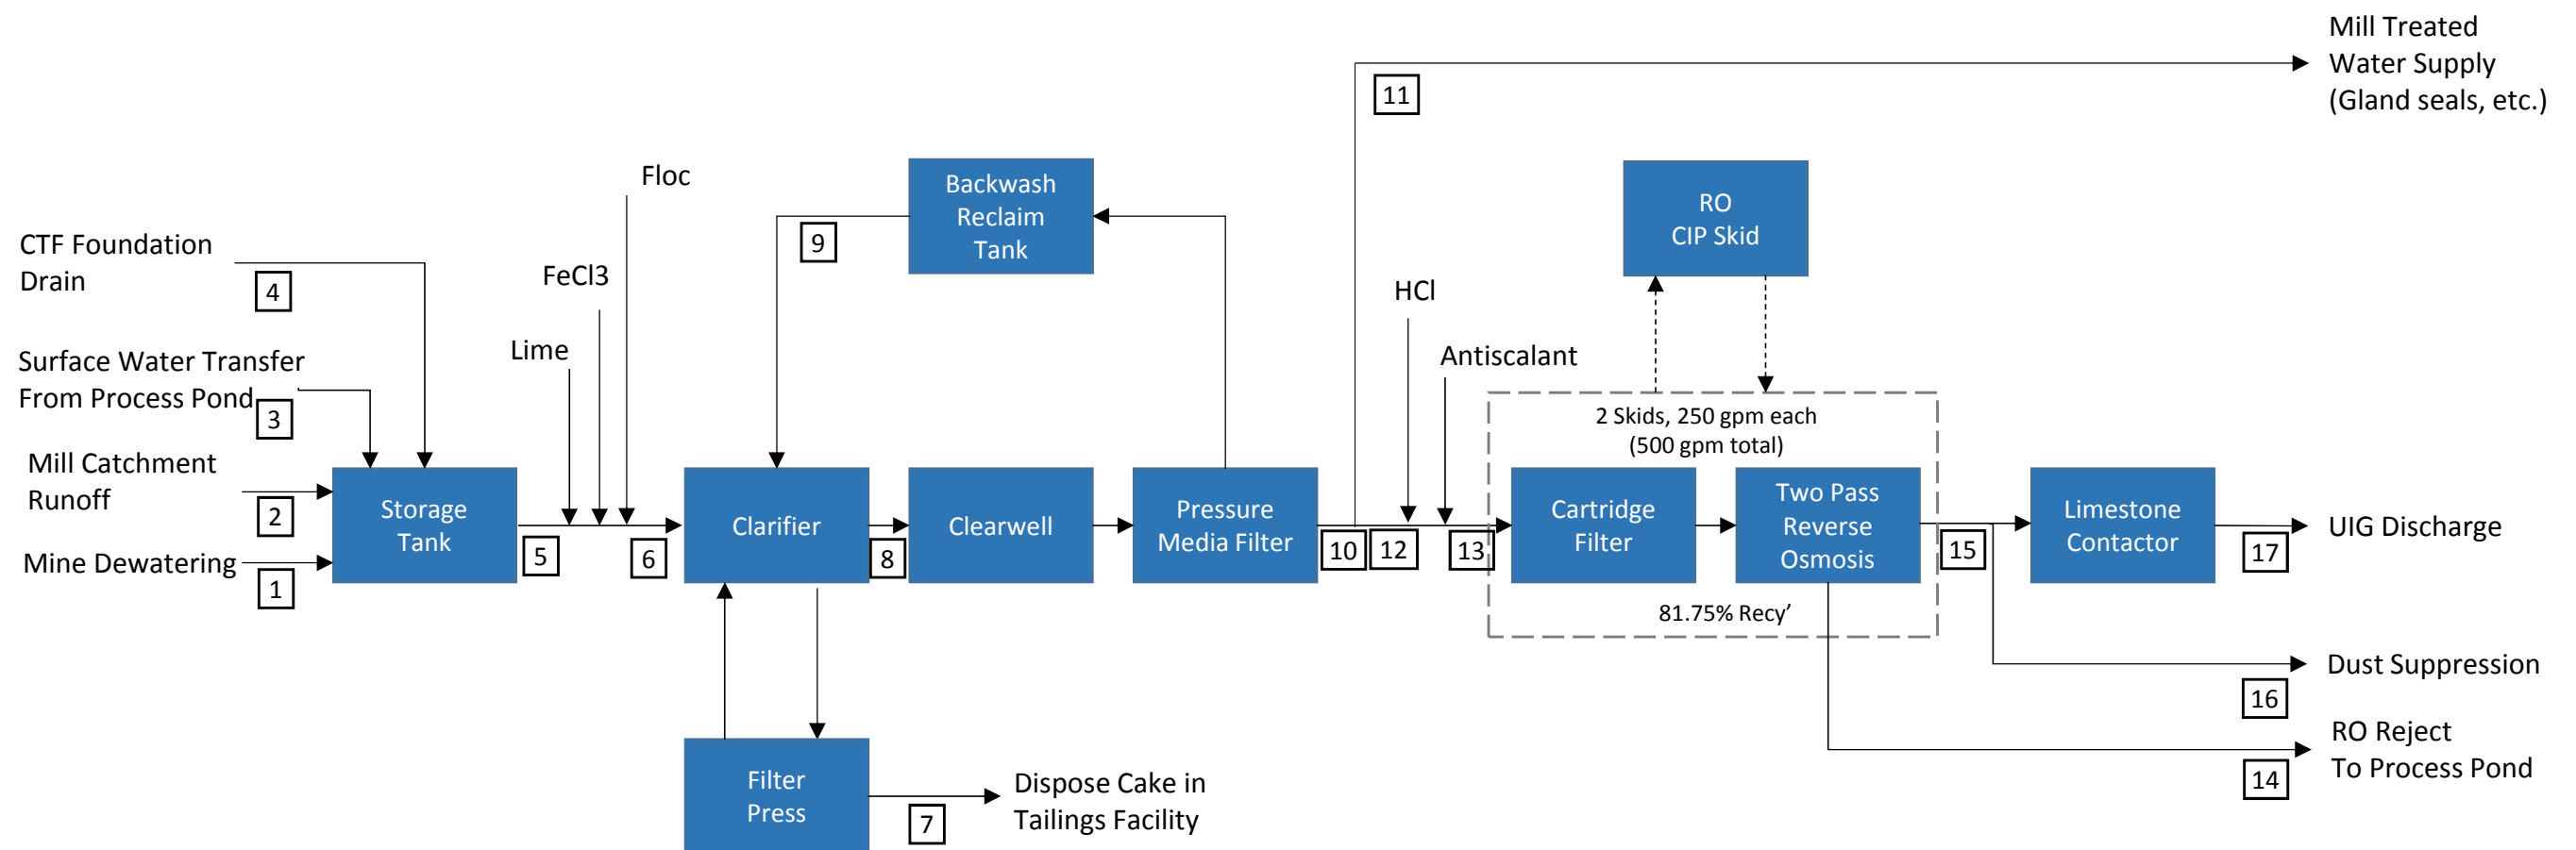 Mill Treated
Water Supply
(Gland seals, etc.)
11
Floc
Backwash
Reclaim
Tank
RO
CIP Skid
9
CTF Foundation
Drain
4
FeCl3
HCl
Lime
Antiscalant
Surface Water Transfer
From Process Pond
3
2 Skids, 250 gpm each
(500 gpm total)
Mill Catchment
Runoff
2
Mine Dewatering
1
Storage
Tank
5
6
Clarifier
8
Clearwell
Pressure
Media Filter
10
12
13
Cartridge
Filter
Two Pass
Reverse
Osmosis
15
Limestone
Contactor
17
UIG Discharge
81.75% Recy’
Dust Suppression
16
RO Reject
To Process Pond
14
Filter
Press
7
Dispose Cake in
Tailings Facility